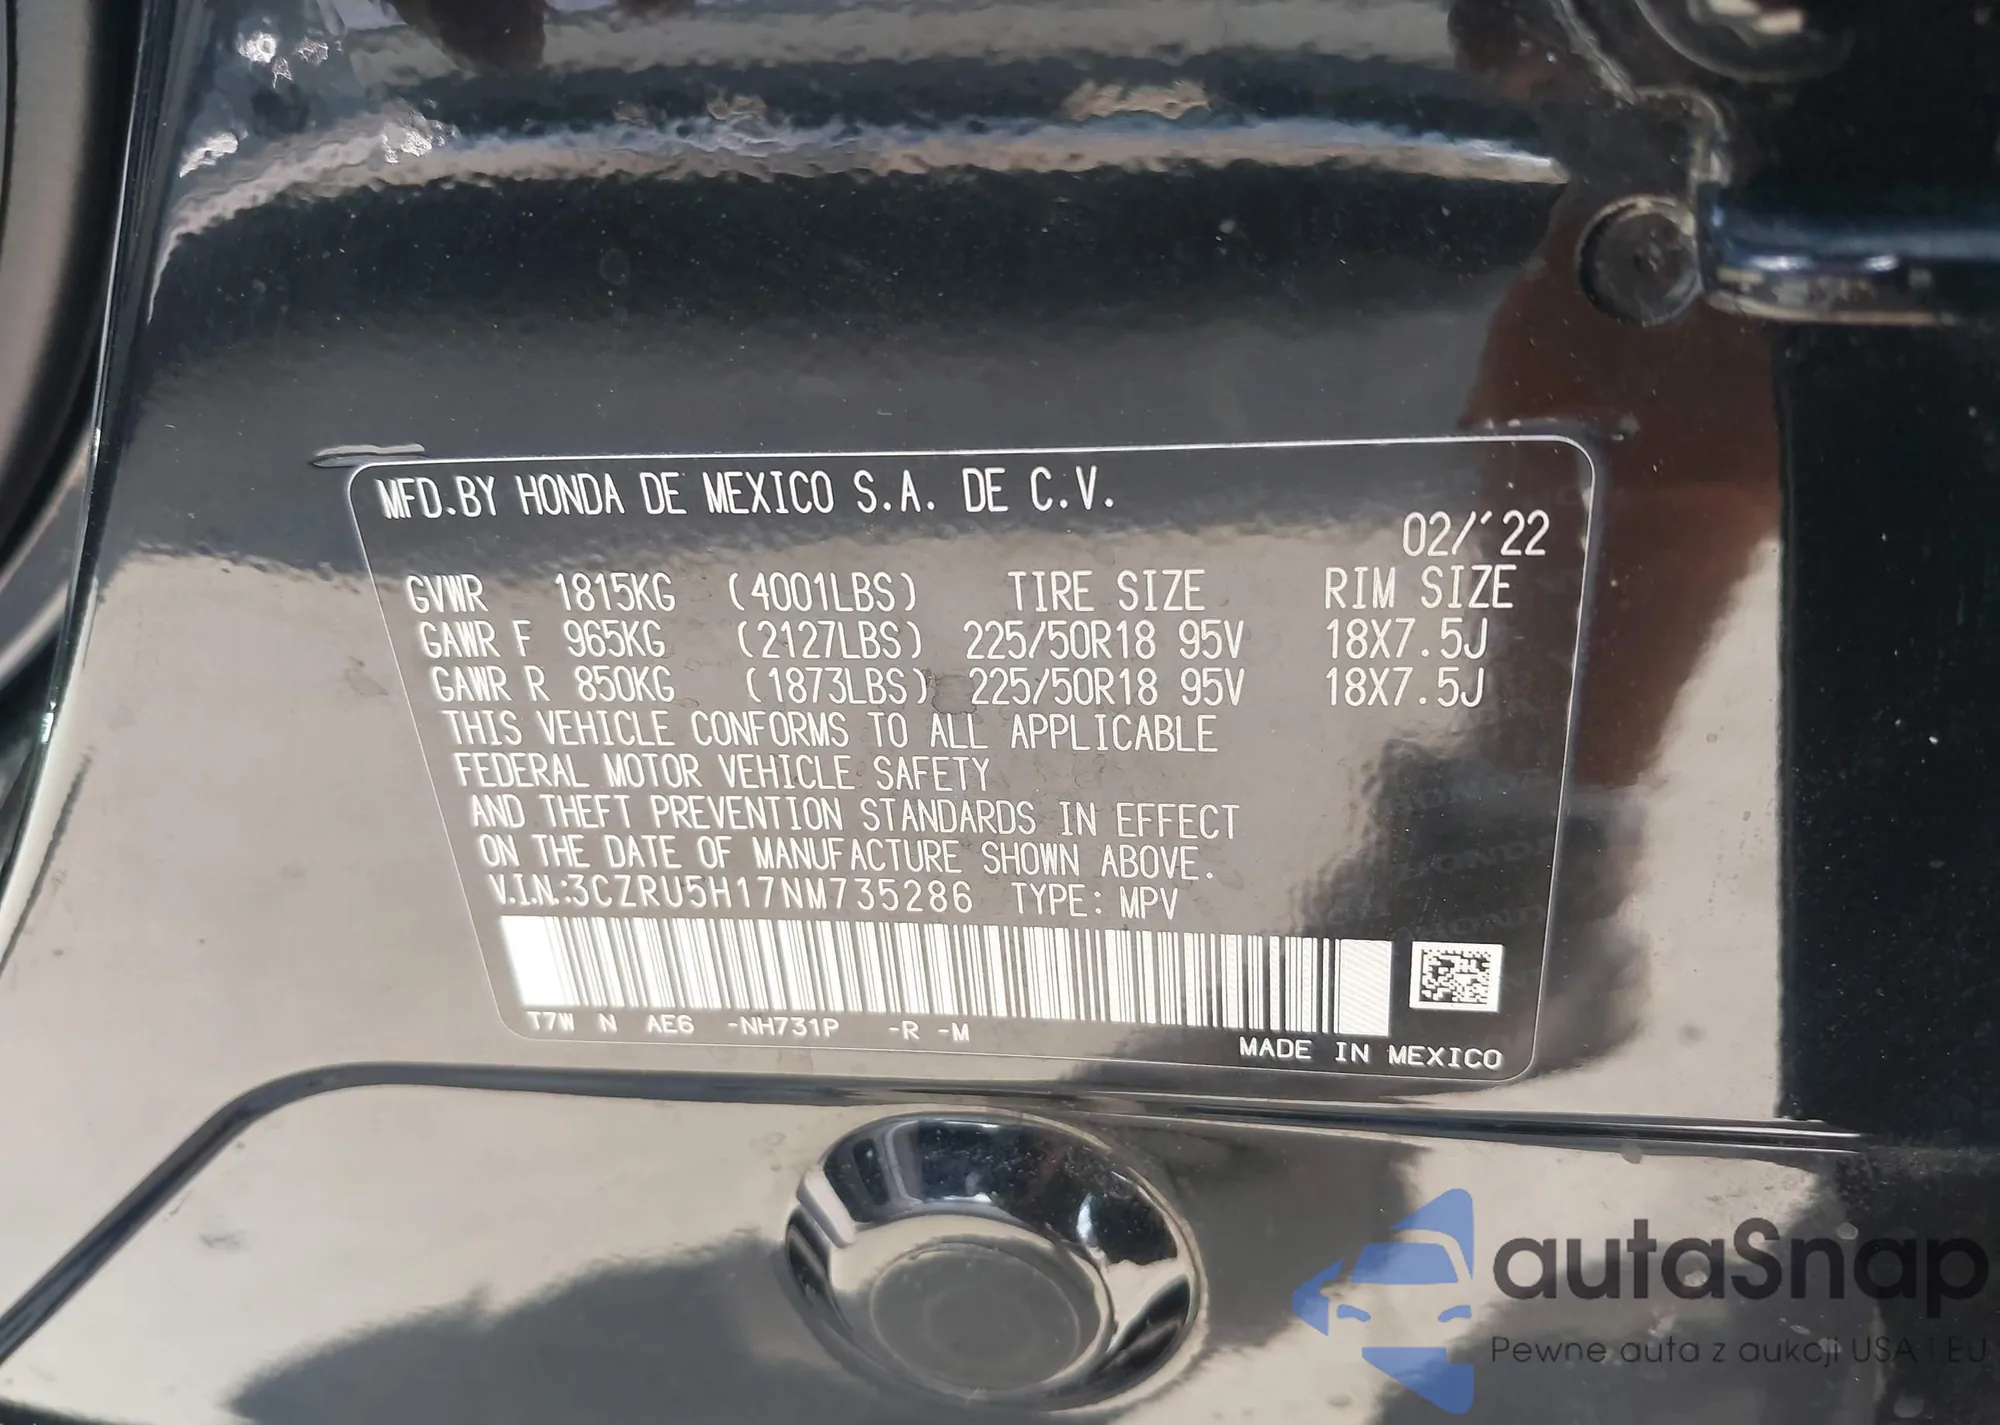 MFD.BY HONDA DE MEXICO S.A. DE C.V.
02/'22
GVWR 1815KG (4001LBS) TIRE SIZE RIM SIZE
GAWR F 965KG (2127LBS) 225/50R18 95V 18X7.5J
GAWR R 850KG (1873LBS) 225/50R18 95V 18X7.5J
THIS VEHICLE CONFORMS TO ALL APPLICABLE
FEDERAL MOTOR VEHICLE SAFETY
AND THEFT PREVENTION STANDARDS IN EFFECT
ON THE DATE OF MANUFACTURE SHOWN ABOVE.
V.I.N.:3CZRU5H17NM735286 TYPE: MPV
T7W N AE6 -NH731P -R -M
MADE IN MEXICO
autaSnap
Pewne auta z aukcji USA i EU